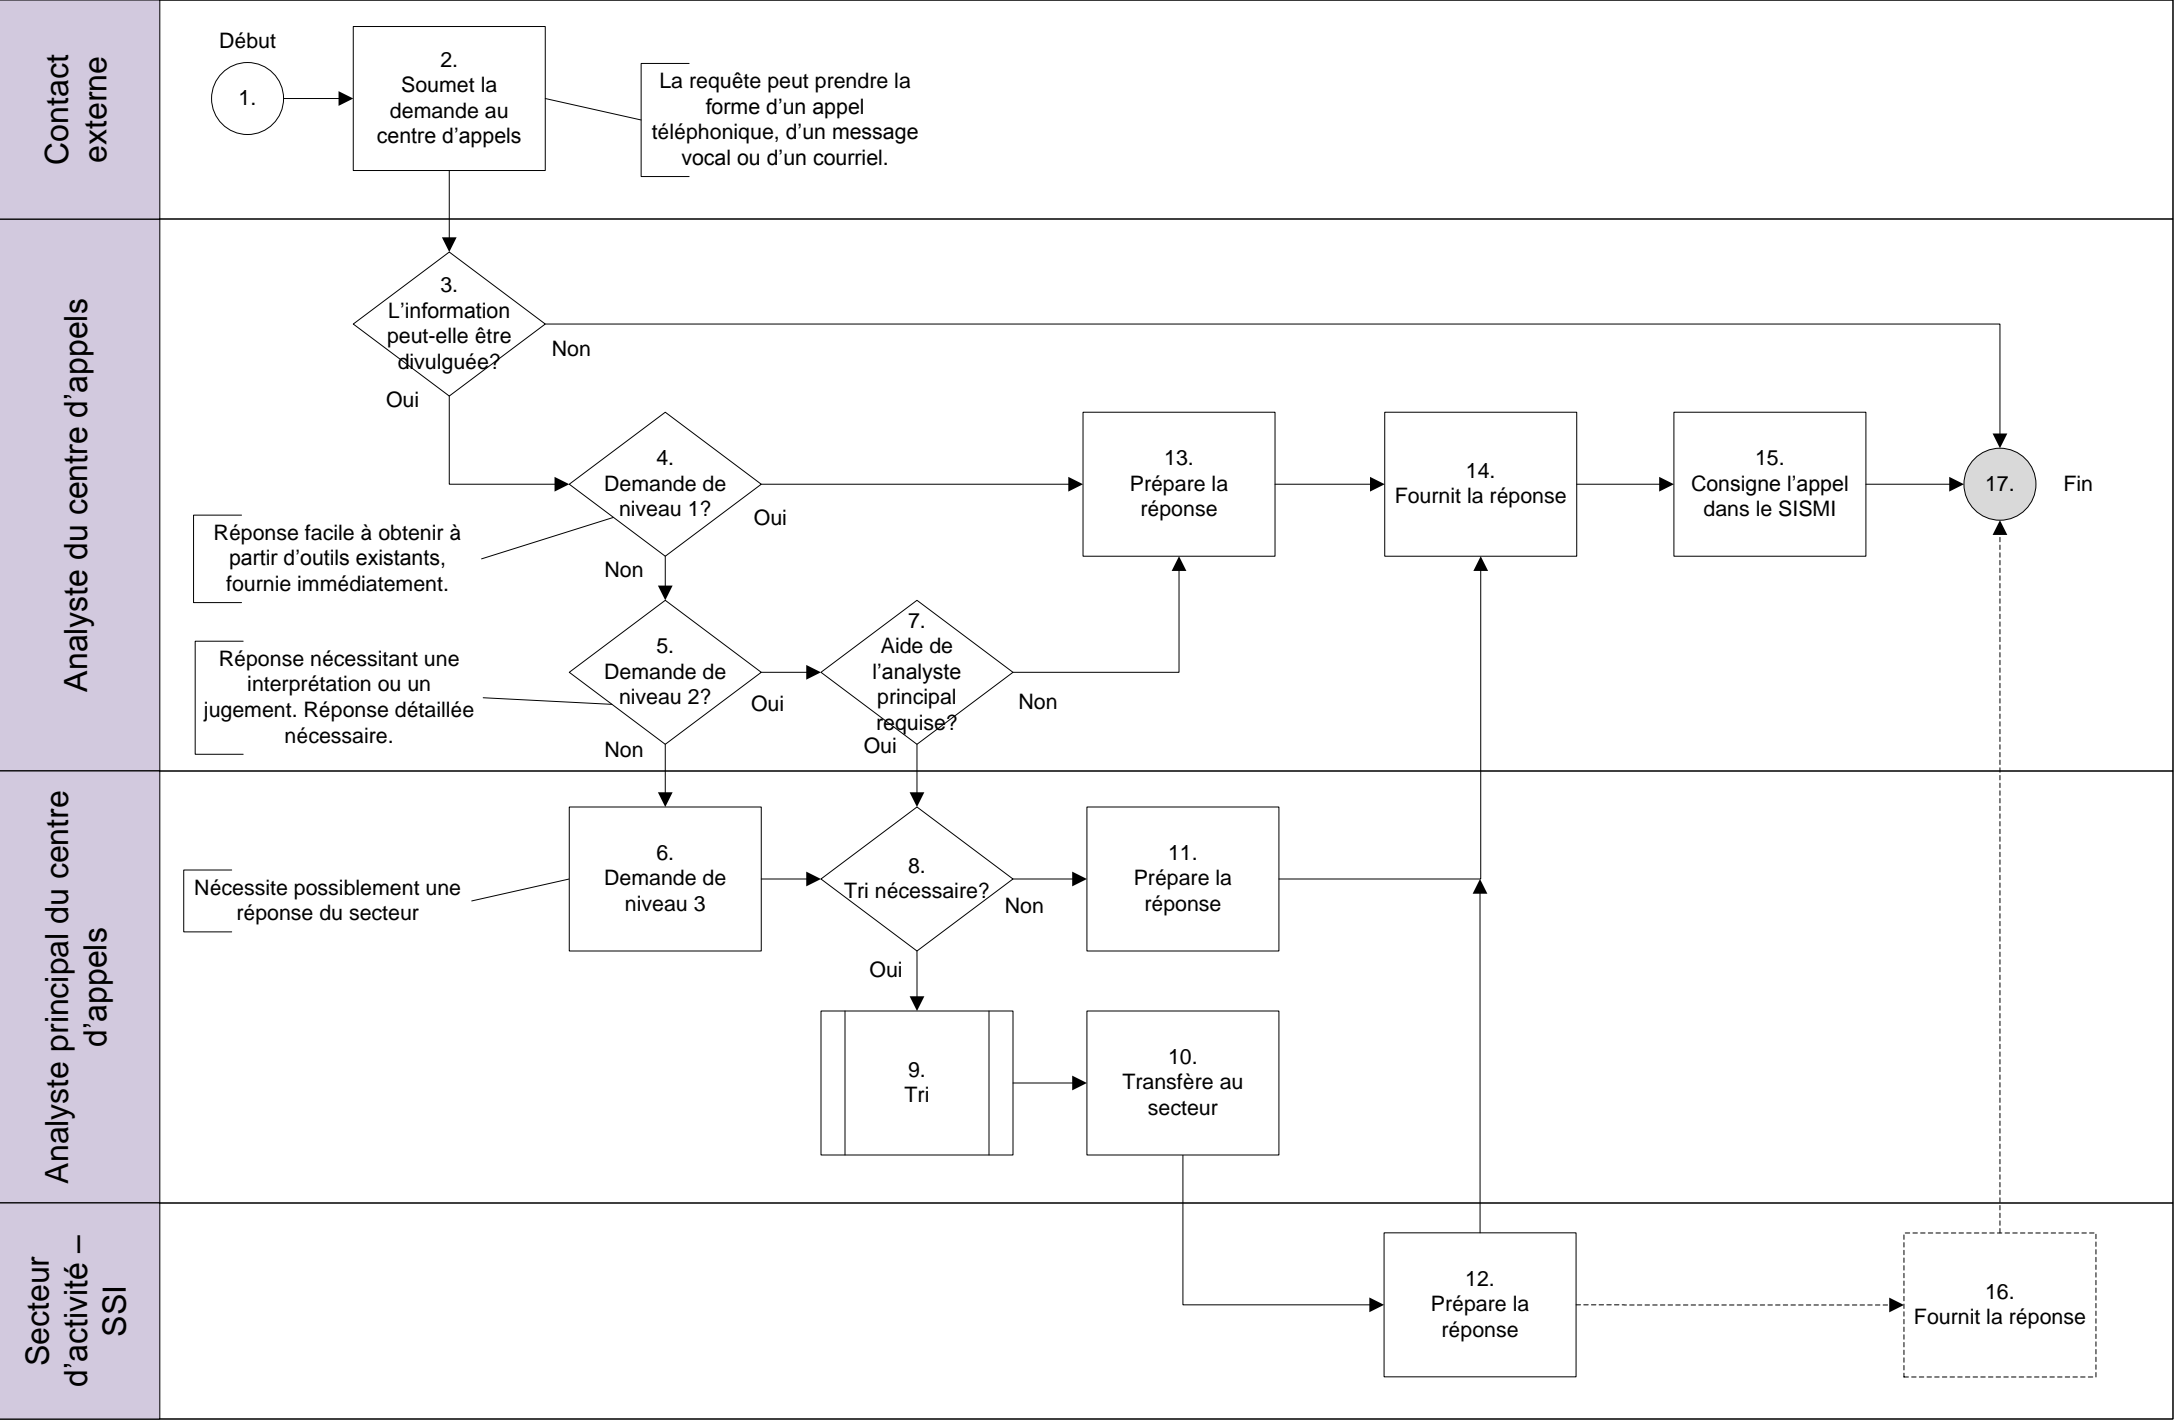 Contact
externe
Début
1.
2.
Soumet la
demande au
centre d’appels
La requête peut prendre la
forme d’un appel
téléphonique, d’un message
vocal ou d’un courriel.
Analyste du centre d’appels
3.
L’information
peut-elle être
divulguée?
Non
Oui
4.
Demande de
niveau 1?
Oui
Non
Réponse facile à obtenir à
partir d’outils existants,
fournie immédiatement.
13.
Prépare la
réponse
14.
Fournit la réponse
15.
Consigne l’appel
dans le SISMI
17.
Fin
5.
Demande de
niveau 2?
Oui
Non
Réponse nécessitant une
interprétation ou un
jugement. Réponse détaillée
nécessaire.
7.
Aide de
l’analyste
principal
requise?
Non
Oui
Analyste principal du centre
d’appels
6.
Demande de
niveau 3
Nécessite possiblement une
réponse du secteur
8.
Tri nécessaire?
Non
Oui
11.
Prépare la
réponse
9.
Tri
10.
Transfère au
secteur
Secteur
d’activité –
SSI
12.
Prépare la
réponse
16.
Fournit la réponse